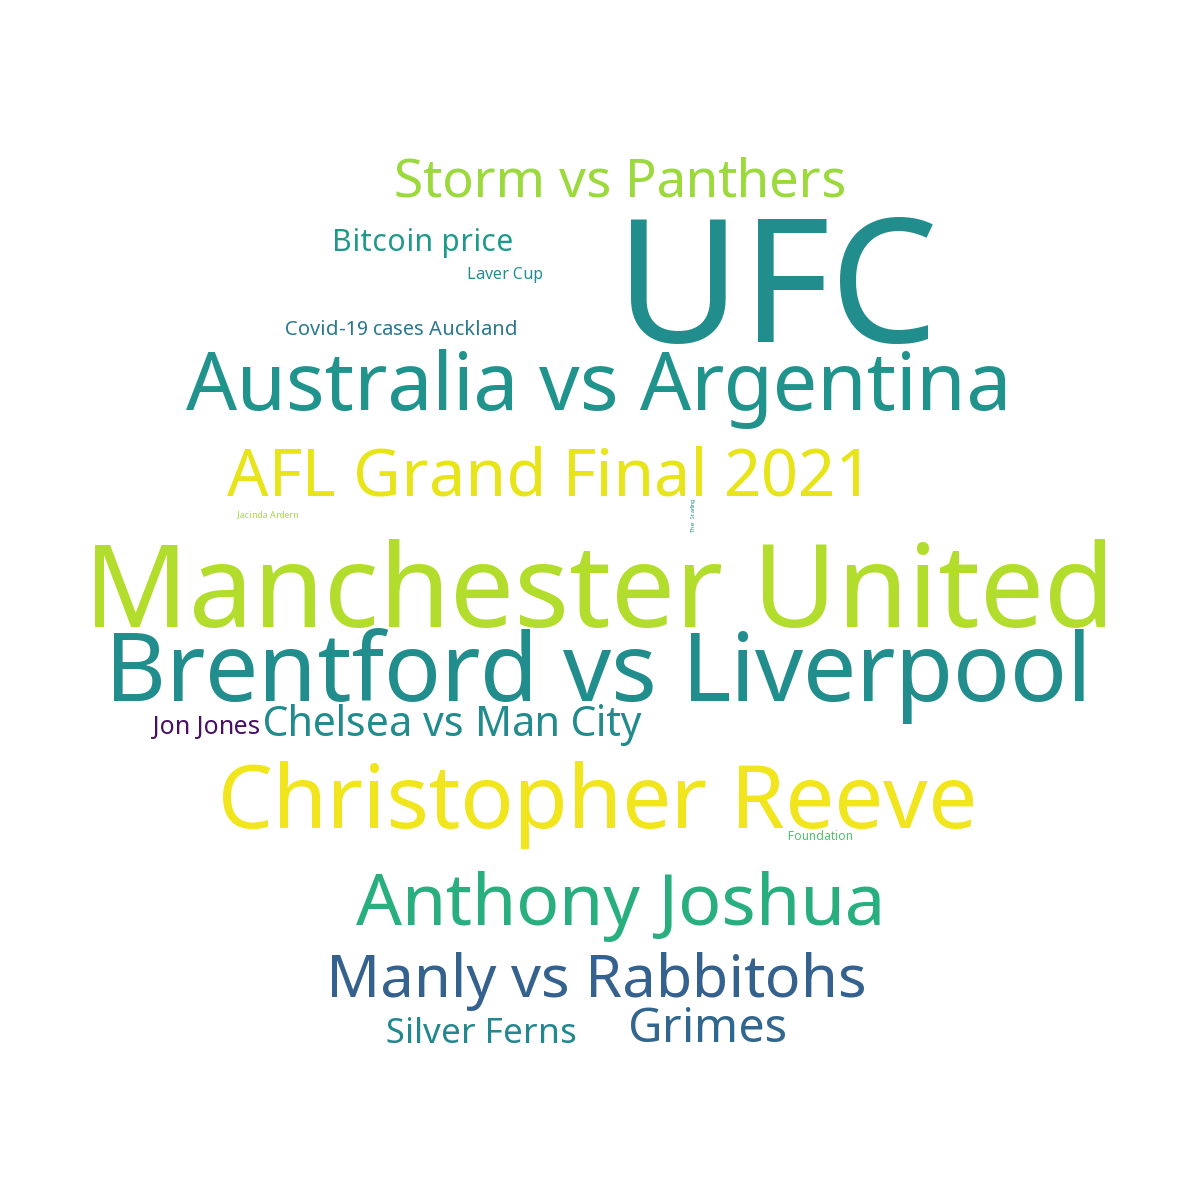 Storm vs Panthers
Bitcoin price
UFC
Laver Cup
Covid-19 cases Auckland
Australia vs Argentina
AFL Grand Final 2021
Jacinda Ardern
The Starling
Manchester United
Brentford vs Liverpool
Jon Jones
Chelsea vs Man City
Christopher Reeve
Foundation
Anthony Joshua
Manly vs Rabbitohs
Silver Ferns
Grimes